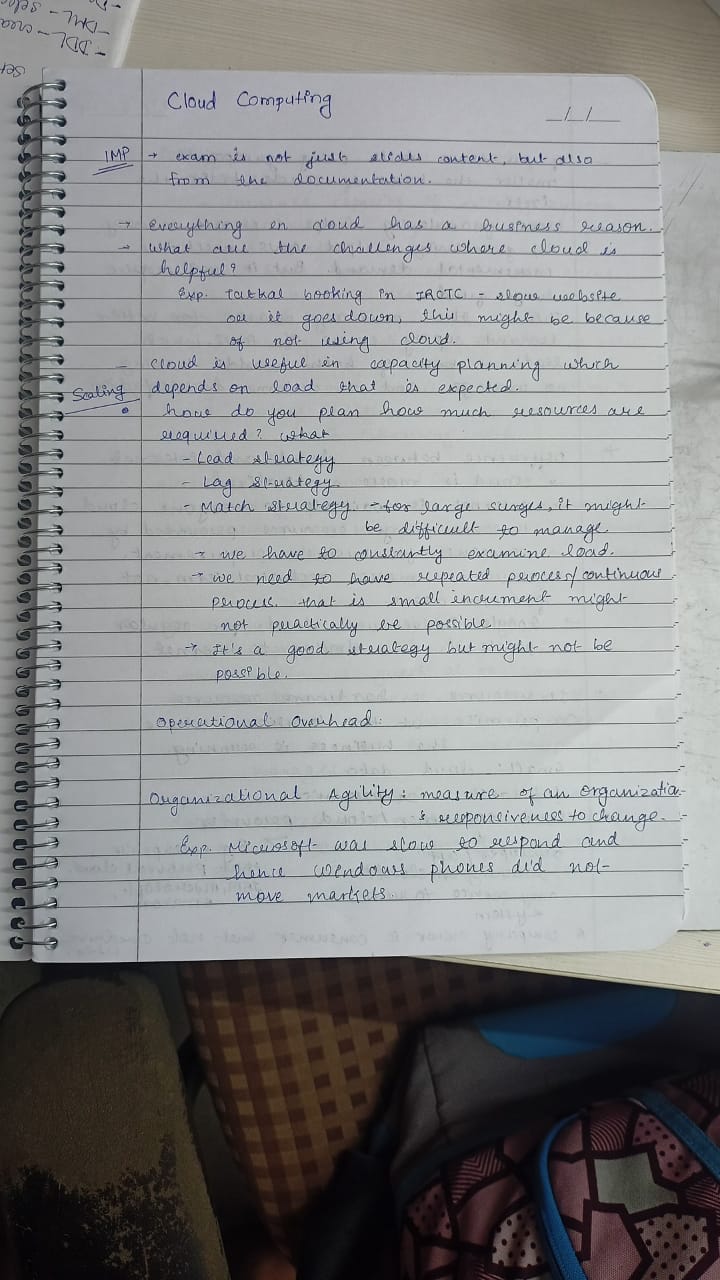 - DDL - crea
- DML - sele
Cloud Computing
_/_/_
IMP → exam is not just slides content, but also
from the documentation.
→ Everything en cloud has a business reason.
→ what are the challenges where cloud is
helpful?
Exp. Tatkal booking in IRCTC - slow website
or it goes down, this might be because
of not using cloud.
- cloud is useful in capacity planning which
Scaling depends on load that is expected.
• how do you plan how much resources are
required? what
- Lead strategy
- Lag strategy
- Match strategy - for large surges, it might
be difficult to manage.
→ we have to constantly examine load.
→ we need to have repeated process/continuous
process. that is small increment might
not practically be possible.
→ It's a good strategy but might not be
possible.
Operational Overhead:
Organizational Agility: measure of an organization
's responsiveness to change.
Exp. Microsoft was slow to respond and
hence windows phones did not
move markets.